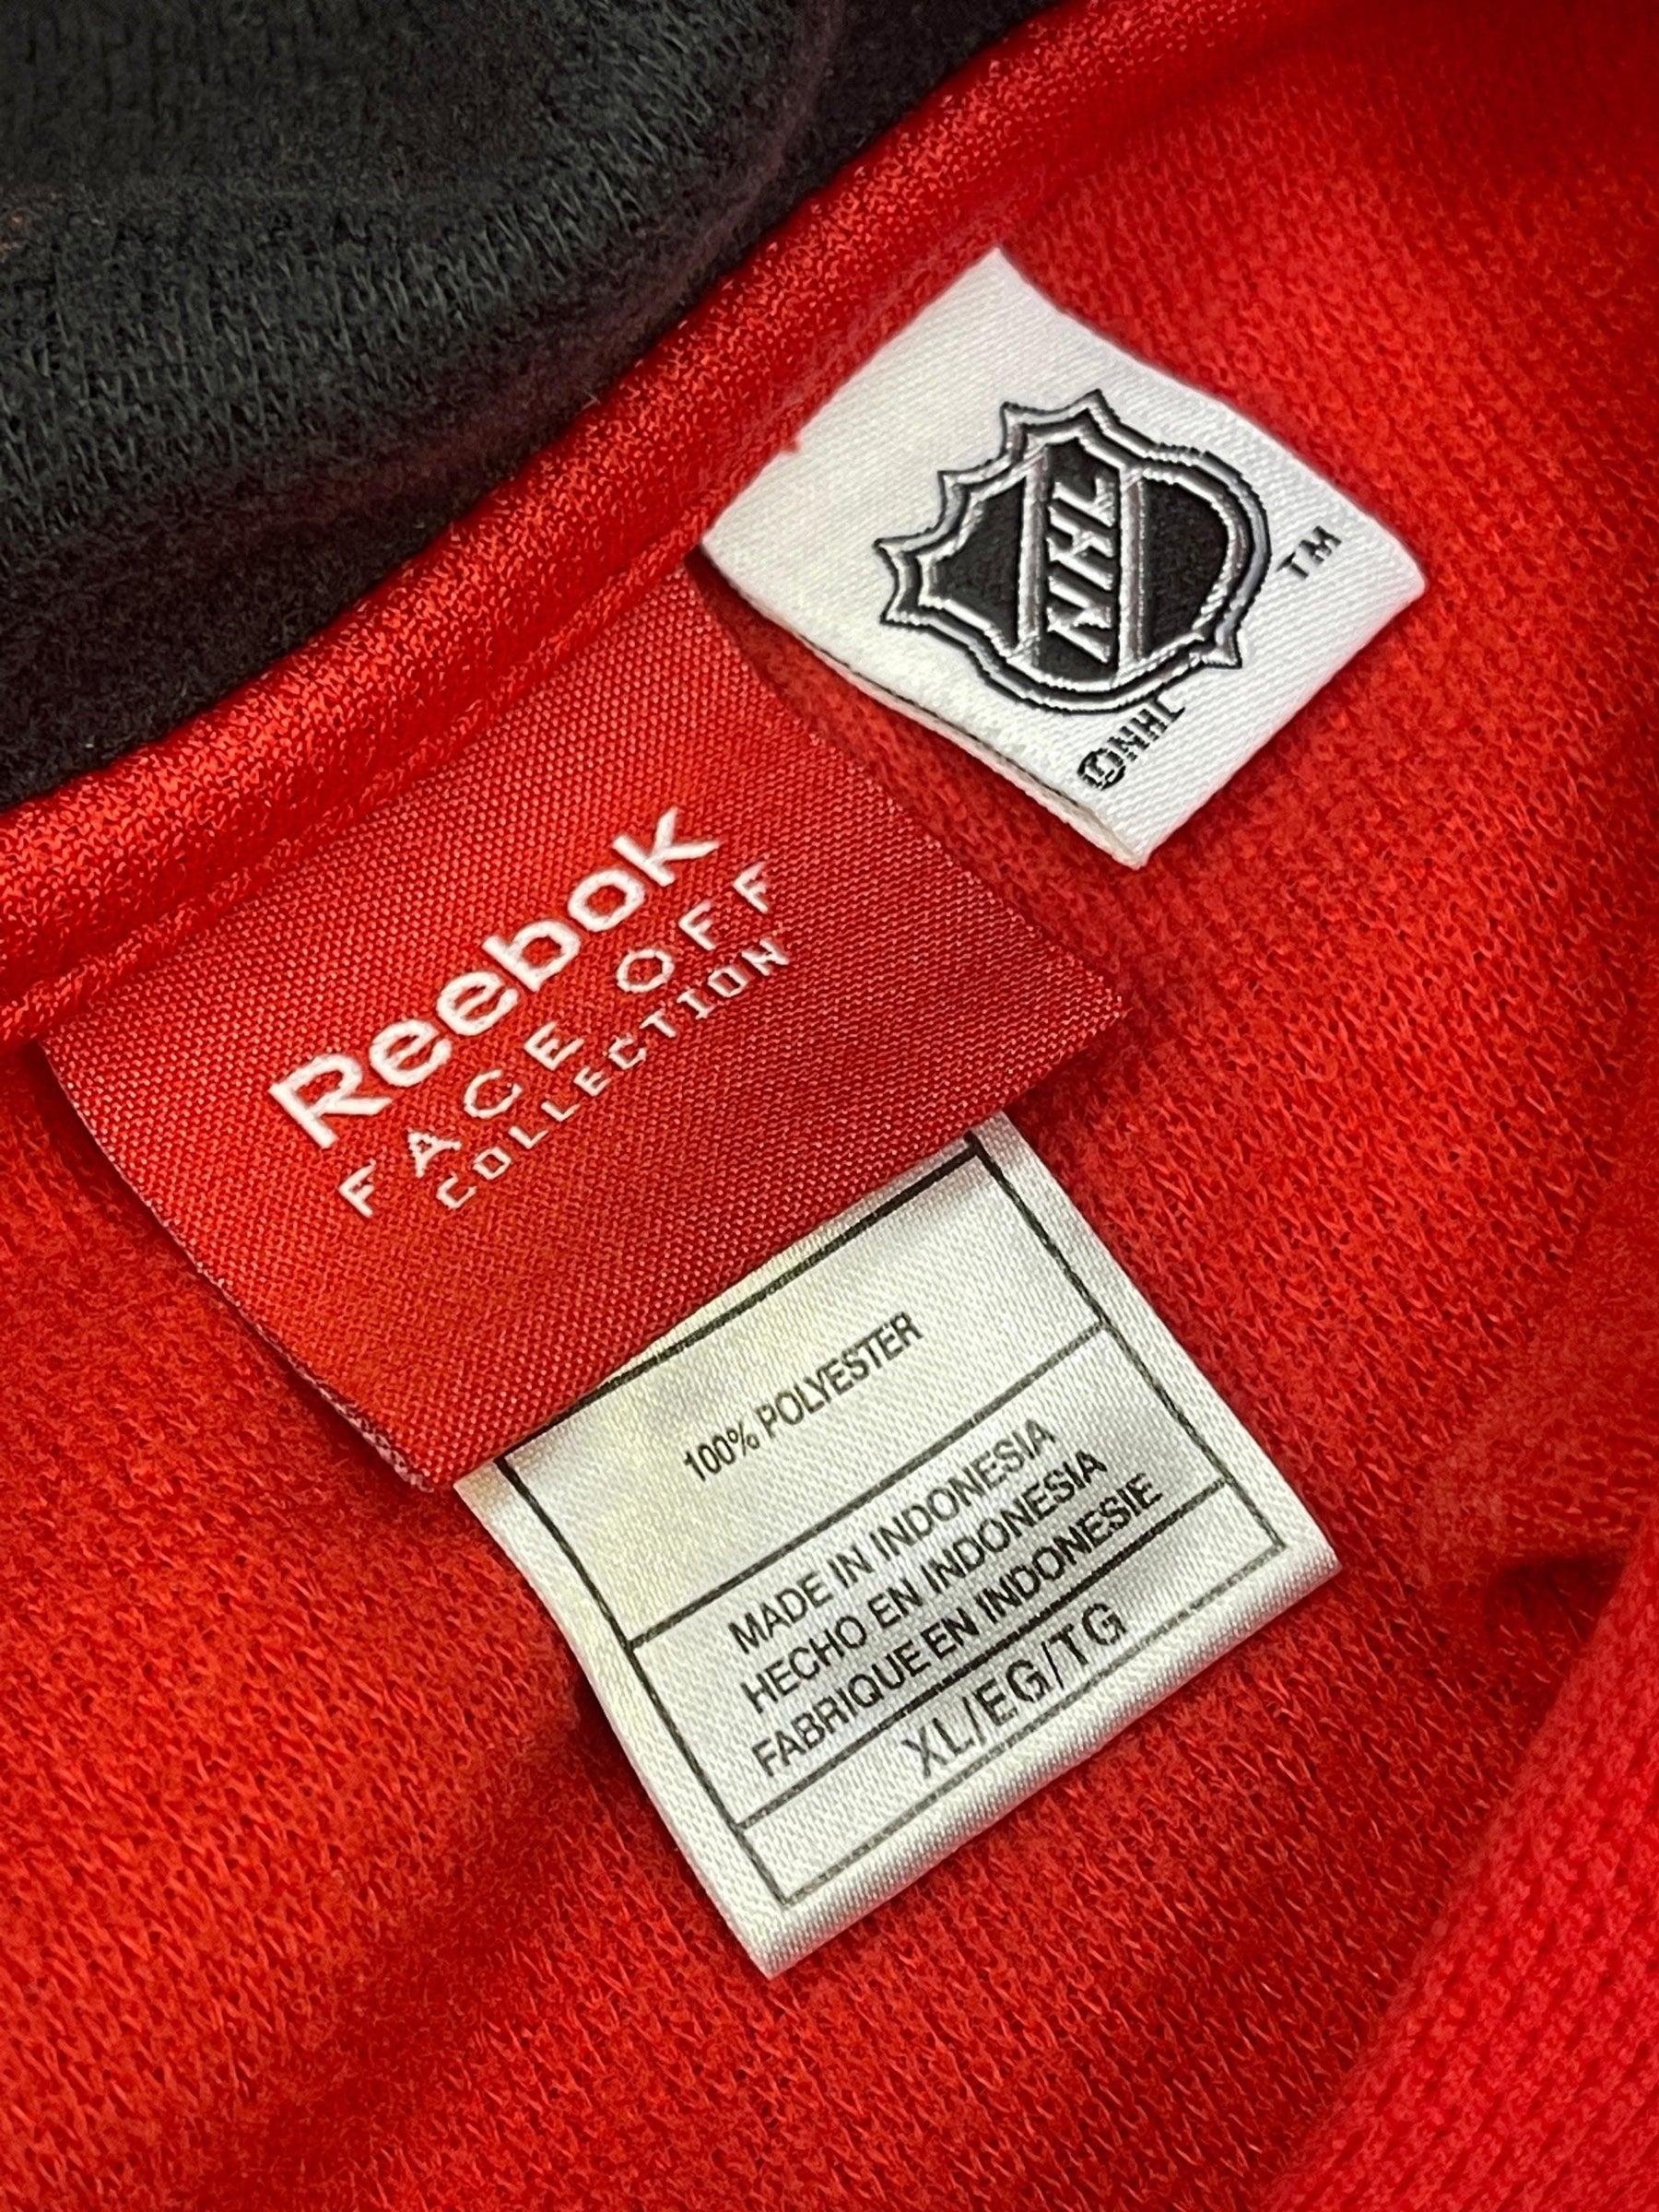 NHL
TM
©NHL
Reebok
FACE OFF
COLLECTION
100% POLYESTER
MADE IN INDONESIA
HECHO EN INDONESIA
FABRIQUE EN INDONESIE
XL/EG/TG